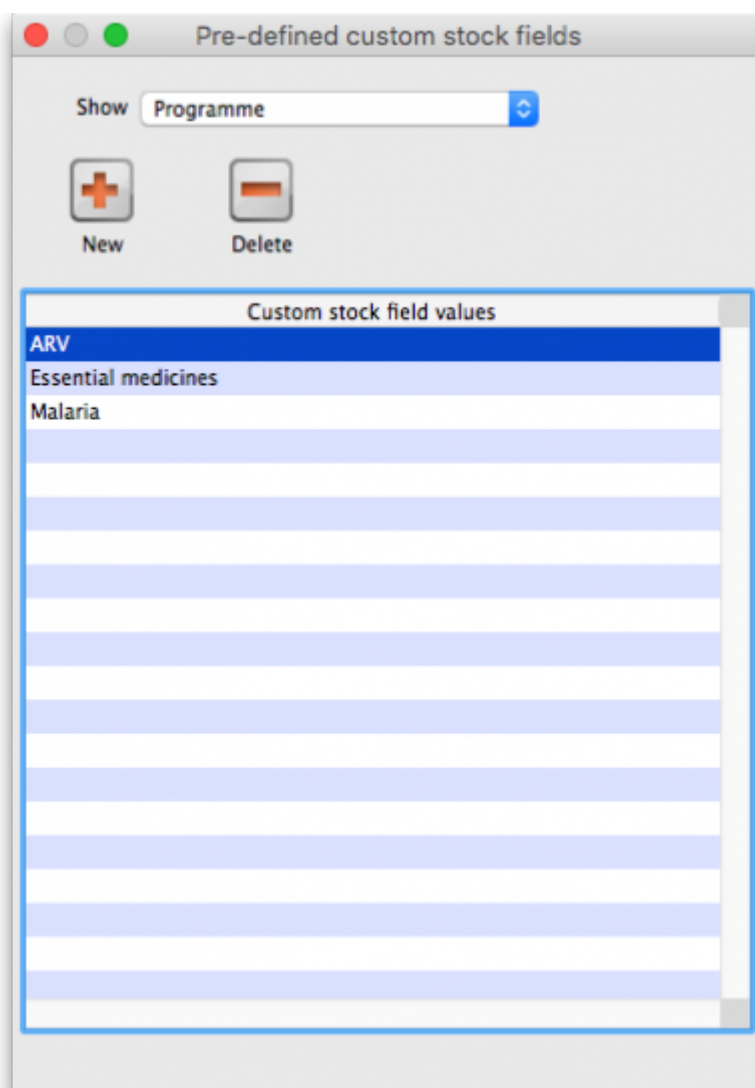 Pre-defined custom stock fields
Show Programme
New Delete
Custom stock field values
ARV
Essential medicines
Malaria